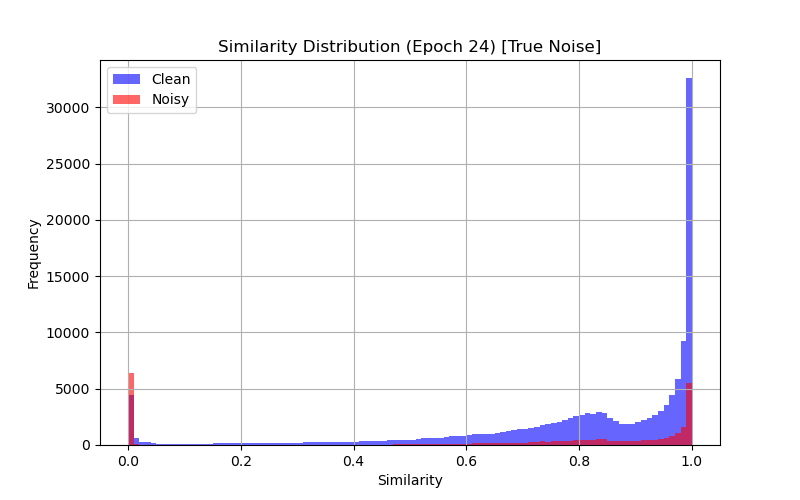 Similarity Distribution (Epoch 24) [True Noise]
Clean
Noisy
Frequency
30000
25000
20000
15000
10000
5000
0
0.0 0.2 0.4 0.6 0.8 1.0
Similarity